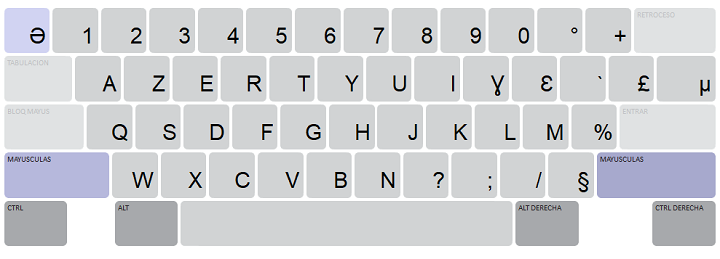 Ə 1 2 3 4 5 6 7 8 9 0 ° + RETROCESO
TABULACION A Z E R T Y U I Ɣ Ɛ ` £ µ
BLOQ MAYUS Q S D F G H J K L M % ENTRAR
MAYUSCULAS W X C V B N ? ; / § MAYUSCULAS
CTRL ALT ALT DERECHA CTRL DERECHA